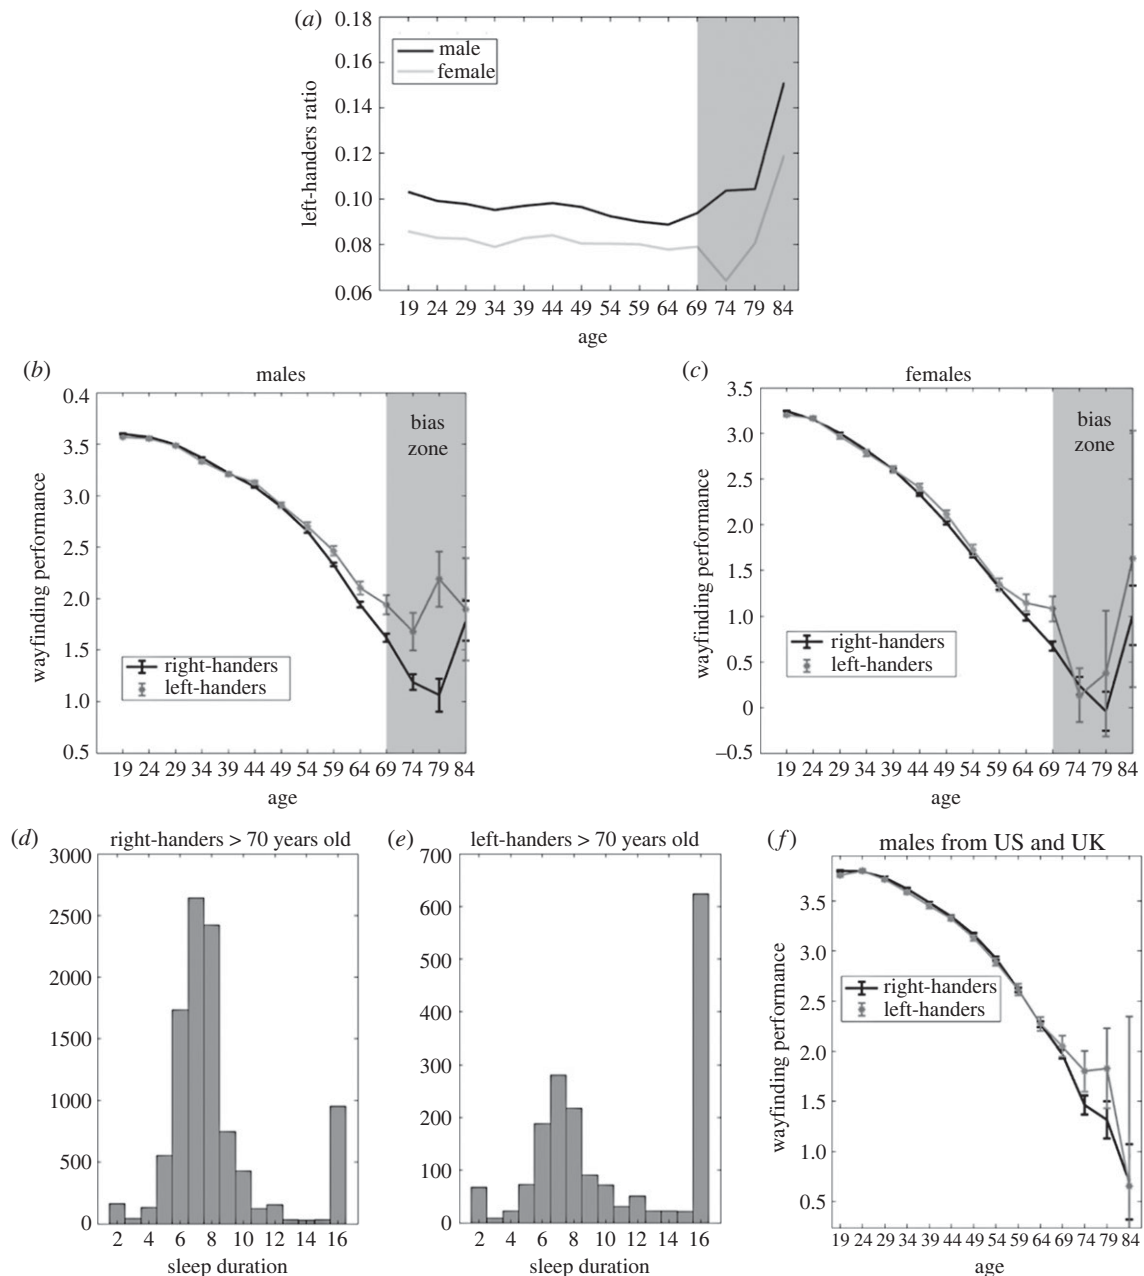 (a)
0.18
0.16
0.14
0.12
0.10
0.08
0.06
left-handers ratio
male
female
19 24 29 34 39 44 49 54 59 64 69 74 79 84
age
(b)
males
0.4
3.5
3.0
2.5
2.0
1.5
1.0
0.5
wayfinding performance
bias
zone
right-handers
left-handers
19 24 29 34 39 44 49 54 59 64 69 74 79 84
age
(c)
females
3.5
3.0
2.5
2.0
1.5
1.0
0.5
0
–0.5
wayfinding performance
bias
zone
right-handers
left-handers
19 24 29 34 39 44 49 54 59 64 69 74 79 84
age
(d)
right-handers > 70 years old
3000
2500
2000
1500
1000
500
0
2 4 6 8 10 12 14 16
sleep duration
(e)
left-handers > 70 years old
700
600
500
400
300
200
100
0
2 4 6 8 10 12 14 16
sleep duration
(f)
males from US and UK
3.5
3.0
2.5
2.0
1.5
1.0
0.5
wayfinding performance
right-handers
left-handers
19 24 29 34 39 44 49 54 59 64 69 74 79 84
age